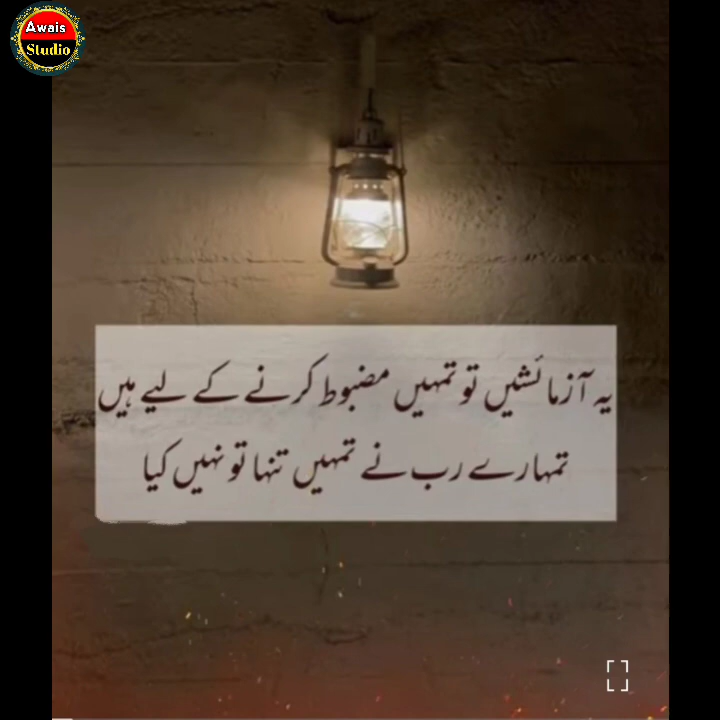 Awais
Studio
یہ آزمائشیں تو تمہیں مضبوط کرنے کے لیے ہیں
تمہارے رب نے تمہیں تنہا تو نہیں کیا